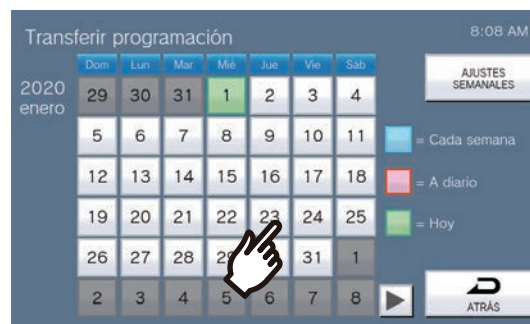 Transferir programación
8:08 AM
Dom Lun Mar Mié Jue Vie Sáb
AJUSTES
SEMANALES
2020
enero
29 30 31 1 2 3 4
5 6 7 8 9 10 11
= Cada semana
12 13 14 15 16 17 18
= A diario
19 20 21 22 23 24 25
= Hoy
26 27 28 29 31 1
2 3 4 5 6 7 8
ATRÁS